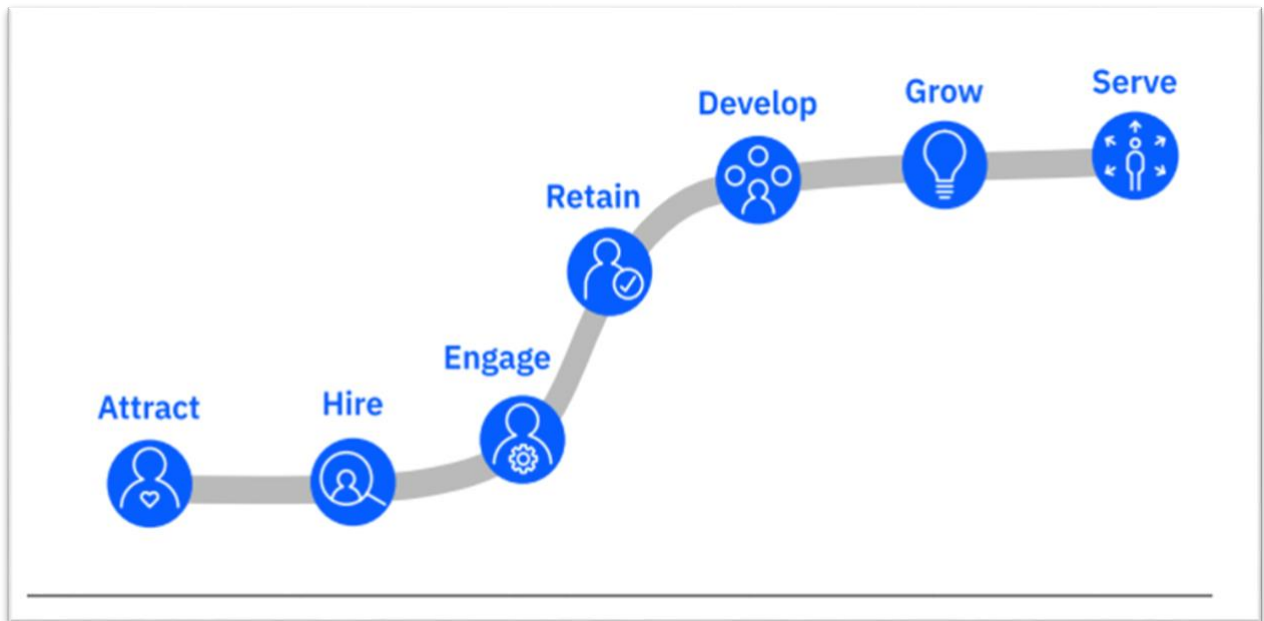 Attract
Hire
Engage
Retain
Develop
Grow
Serve